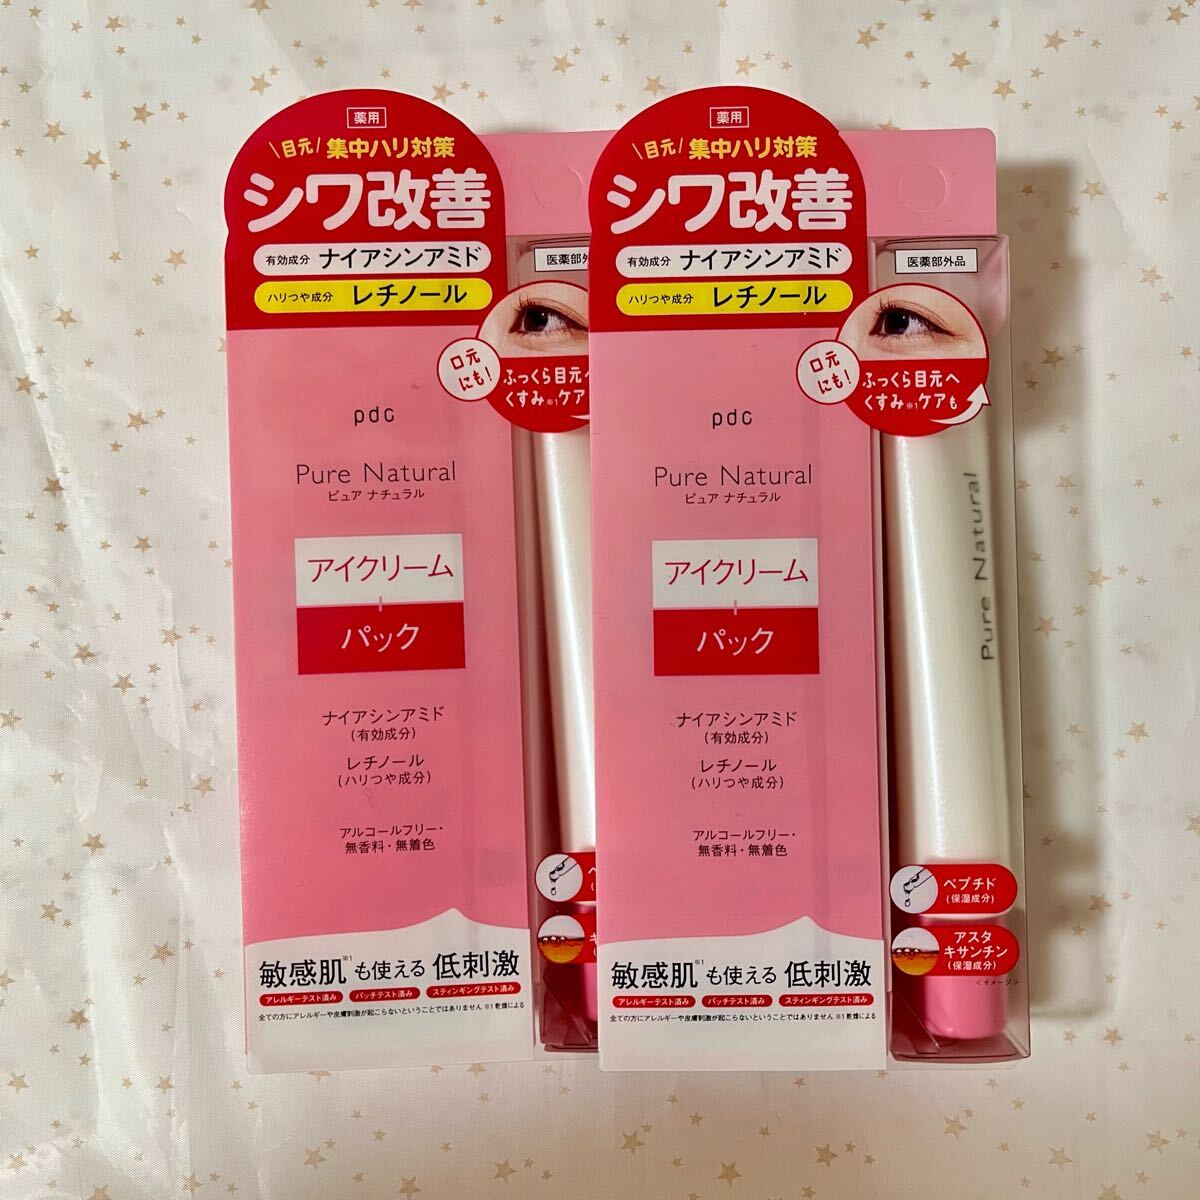 薬用
\目元/ 集中ハリ対策
シワ改善
有効成分 ナイアシンアミド
ハリつや成分 レチノール
医薬部外
口元
にも!
ふっくら目元へ
くすみ※1ケア
pdc
Pure Natural
ピュア ナチュラル
アイクリーム
パック
ナイアシンアミド
(有効成分)
レチノール
(ハリつや成分)
アルコールフリー・
無香料・無着色
敏感肌※1も使える 低刺激
アレルギーテスト済み パッチテスト済み スティンギングテスト済み
全ての方にアレルギーや皮膚刺激が起こらないということではありません ※1 乾燥による
薬用
\目元/ 集中ハリ対策
シワ改善
有効成分 ナイアシンアミド
ハリつや成分 レチノール
医薬部外品
口元
にも!
ふっくら目元へ
くすみ※1ケアも
pdc
Pure Natural
ピュア ナチュラル
アイクリーム
パック
ナイアシンアミド
(有効成分)
レチノール
(ハリつや成分)
アルコールフリー・
無香料・無着色
Pure Natural
ペプチド
(保湿成分)
アスタ
キサンチン
(保湿成分)
<イメージ>
敏感肌※1も使える 低刺激
アレルギーテスト済み パッチテスト済み スティンギングテスト済み
全ての方にアレルギーや皮膚刺激が起こらないということではありません ※1 乾燥による